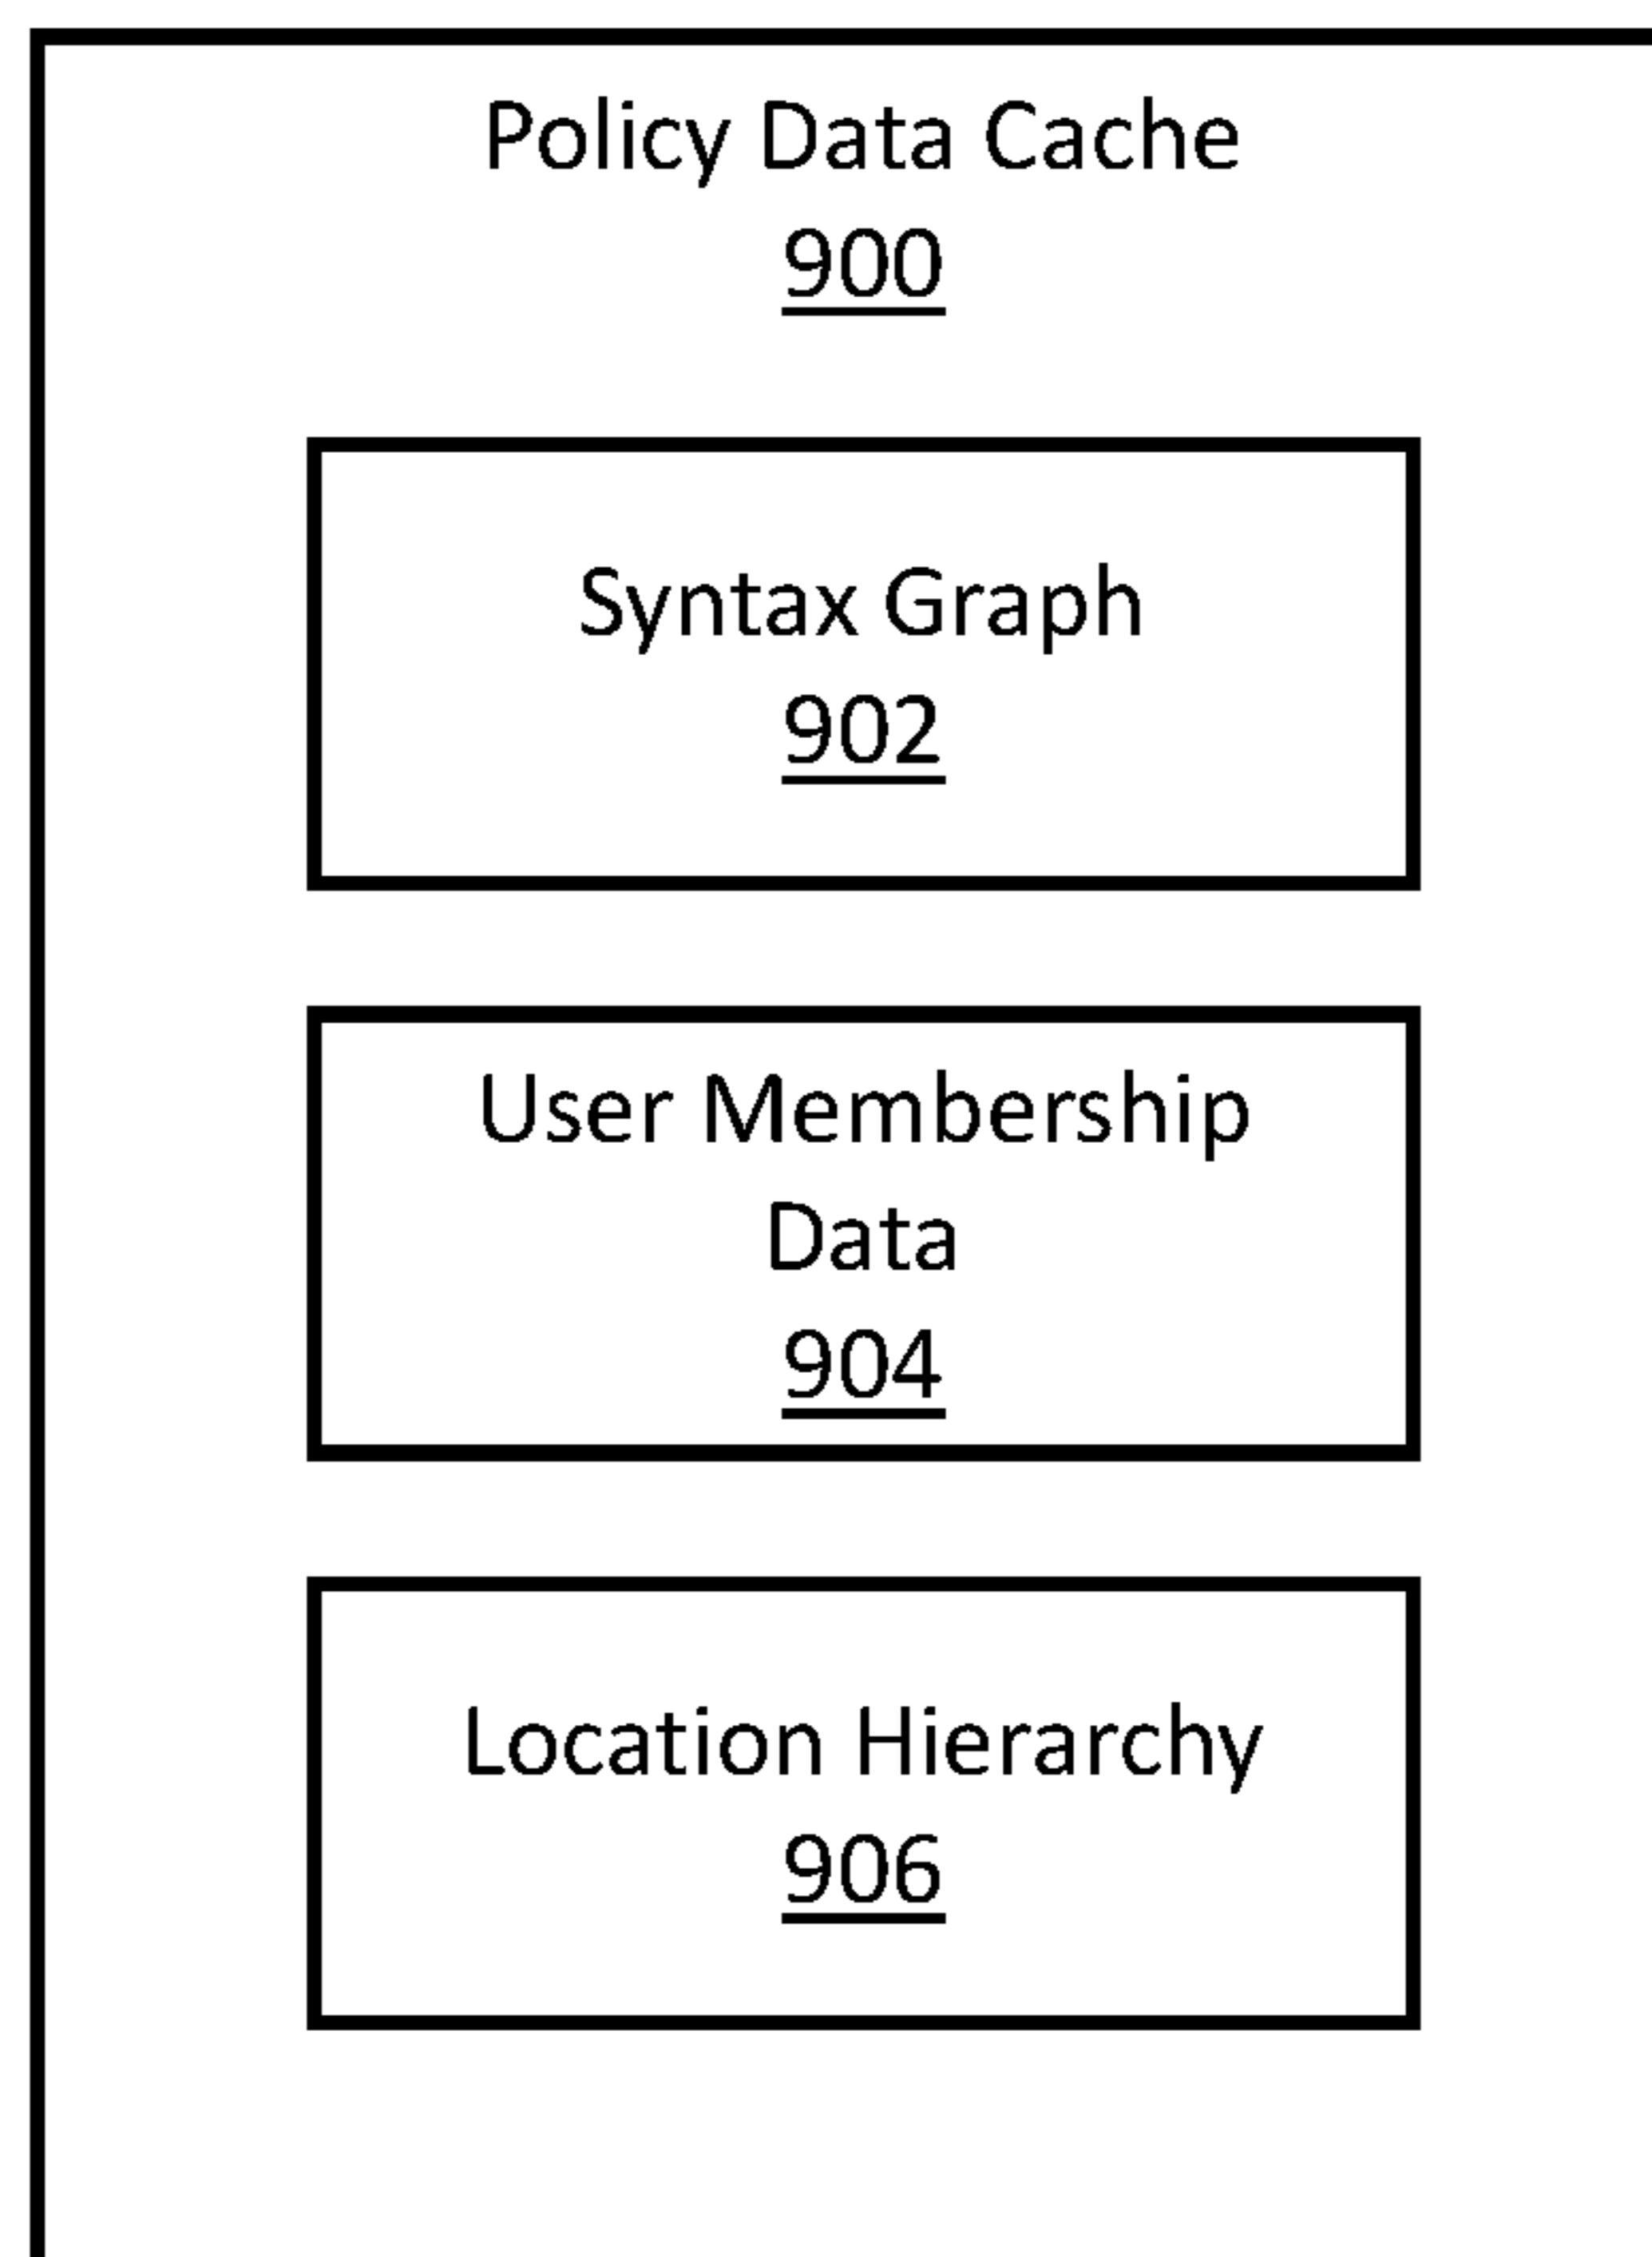 Policy Data Cache
900
Syntax Graph
902
User Membership
Data
904
Location Hierarchy
906